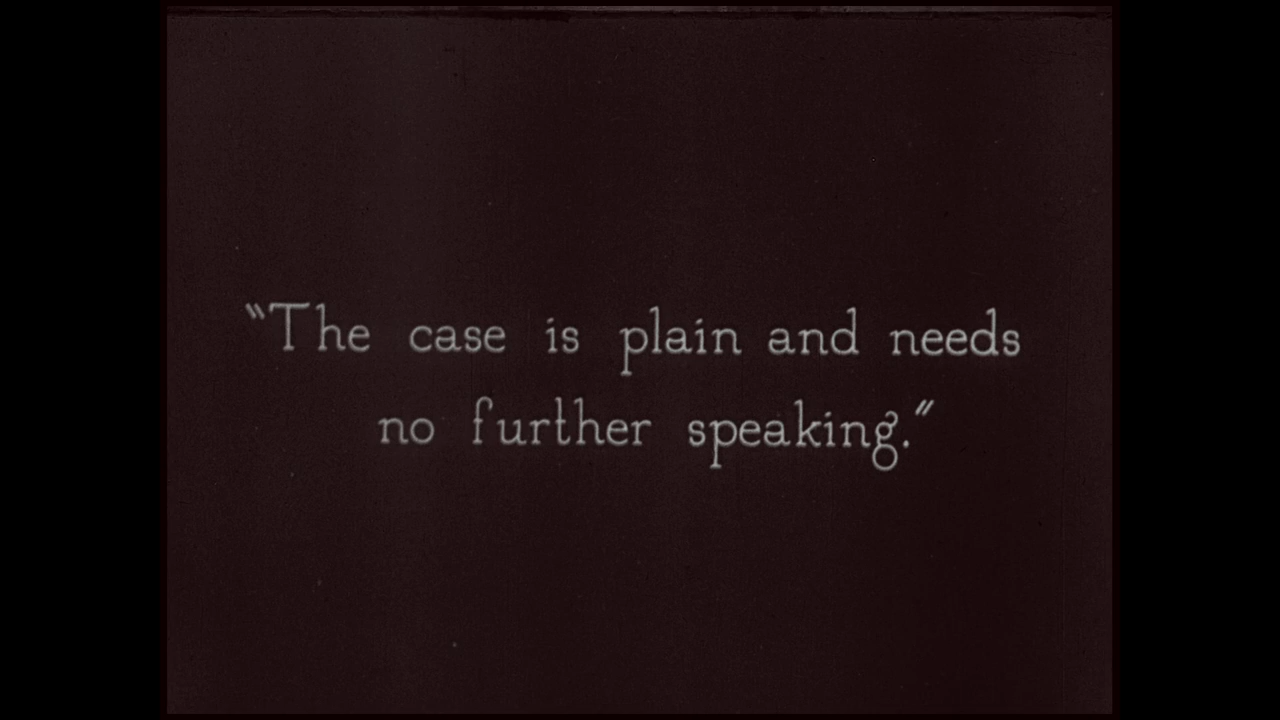 “The case is plain and needs
no further speaking.”